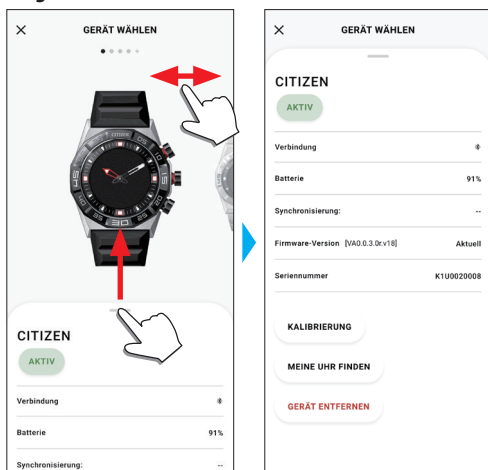 GERÄT WÄHLEN
CITIZEN
AKTIV
Verbindung
Batterie 91%
Synchronisierung: --
GERÄT WÄHLEN
CITIZEN
AKTIV
Verbindung
Batterie 91%
Synchronisierung: --
Firmware-Version [VA0.0.3.0r.v18] Aktuell
Seriennummer K1U0020008
KALIBRIERUNG
MEINE UHR FINDEN
GERÄT ENTFERNEN